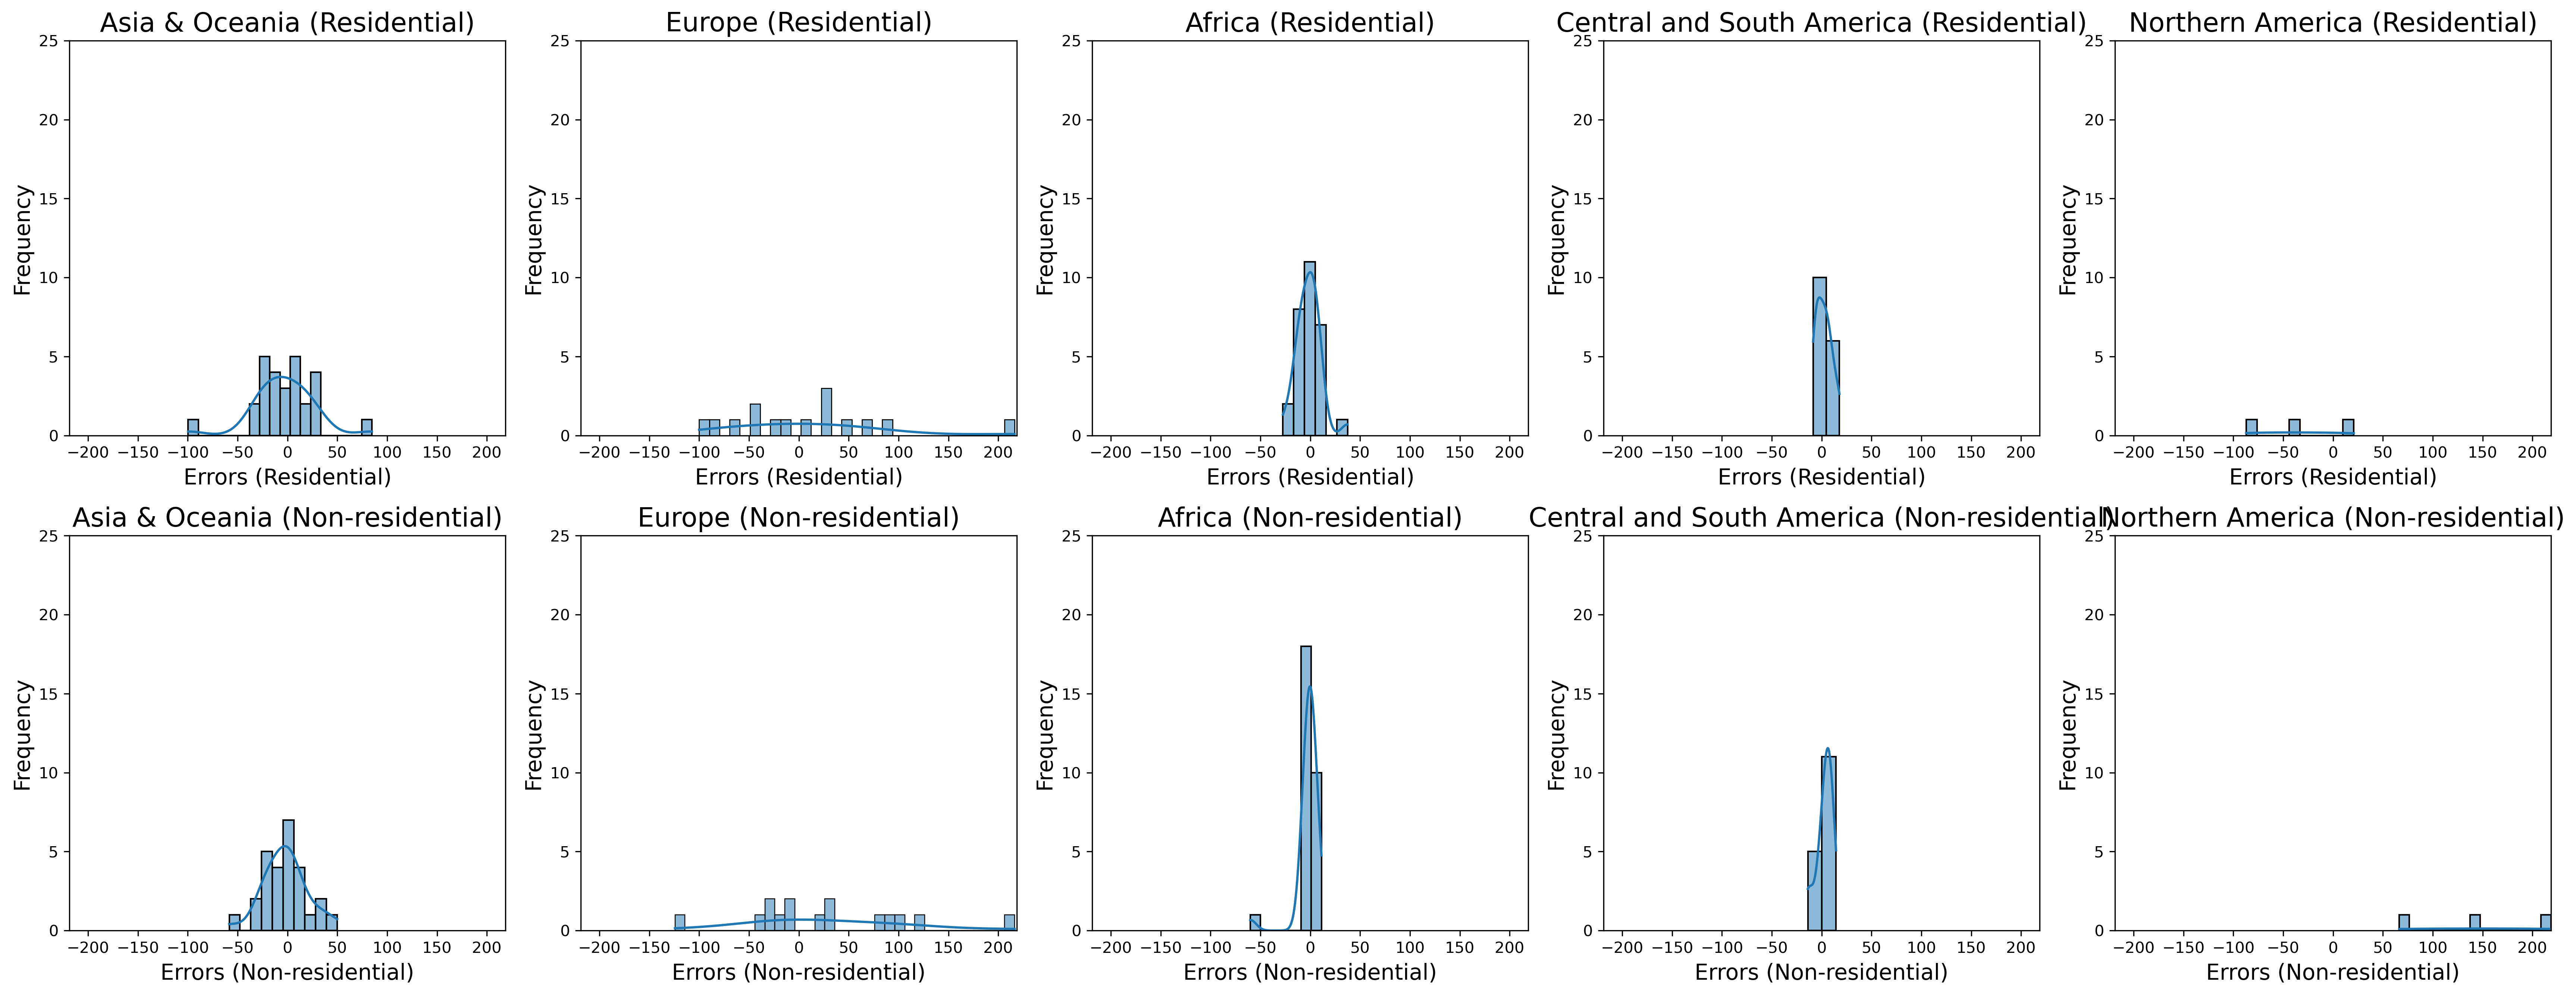 Asia & Oceania (Residential)
25
20
15
10
5
0
Frequency
−200 −150 −100 −50 0 50 100 150 200
Errors (Residential)
Europe (Residential)
25
20
15
10
5
0
Frequency
−200 −150 −100 −50 0 50 100 150 200
Errors (Residential)
Africa (Residential)
25
20
15
10
5
0
Frequency
−200 −150 −100 −50 0 50 100 150 200
Errors (Residential)
Central and South America (Residential)
25
20
15
10
5
0
Frequency
−200 −150 −100 −50 0 50 100 150 200
Errors (Residential)
Northern America (Residential)
25
20
15
10
5
0
Frequency
−200 −150 −100 −50 0 50 100 150 200
Errors (Residential)
Asia & Oceania (Non-residential)
25
20
15
10
5
0
Frequency
−200 −150 −100 −50 0 50 100 150 200
Errors (Non-residential)
Europe (Non-residential)
25
20
15
10
5
0
Frequency
−200 −150 −100 −50 0 50 100 150 200
Errors (Non-residential)
Africa (Non-residential)
25
20
15
10
5
0
Frequency
−200 −150 −100 −50 0 50 100 150 200
Errors (Non-residential)
Central and South America (Non-residential)
25
20
15
10
5
0
Frequency
−200 −150 −100 −50 0 50 100 150 200
Errors (Non-residential)
Northern America (Non-residential)
25
20
15
10
5
0
Frequency
−200 −150 −100 −50 0 50 100 150 200
Errors (Non-residential)